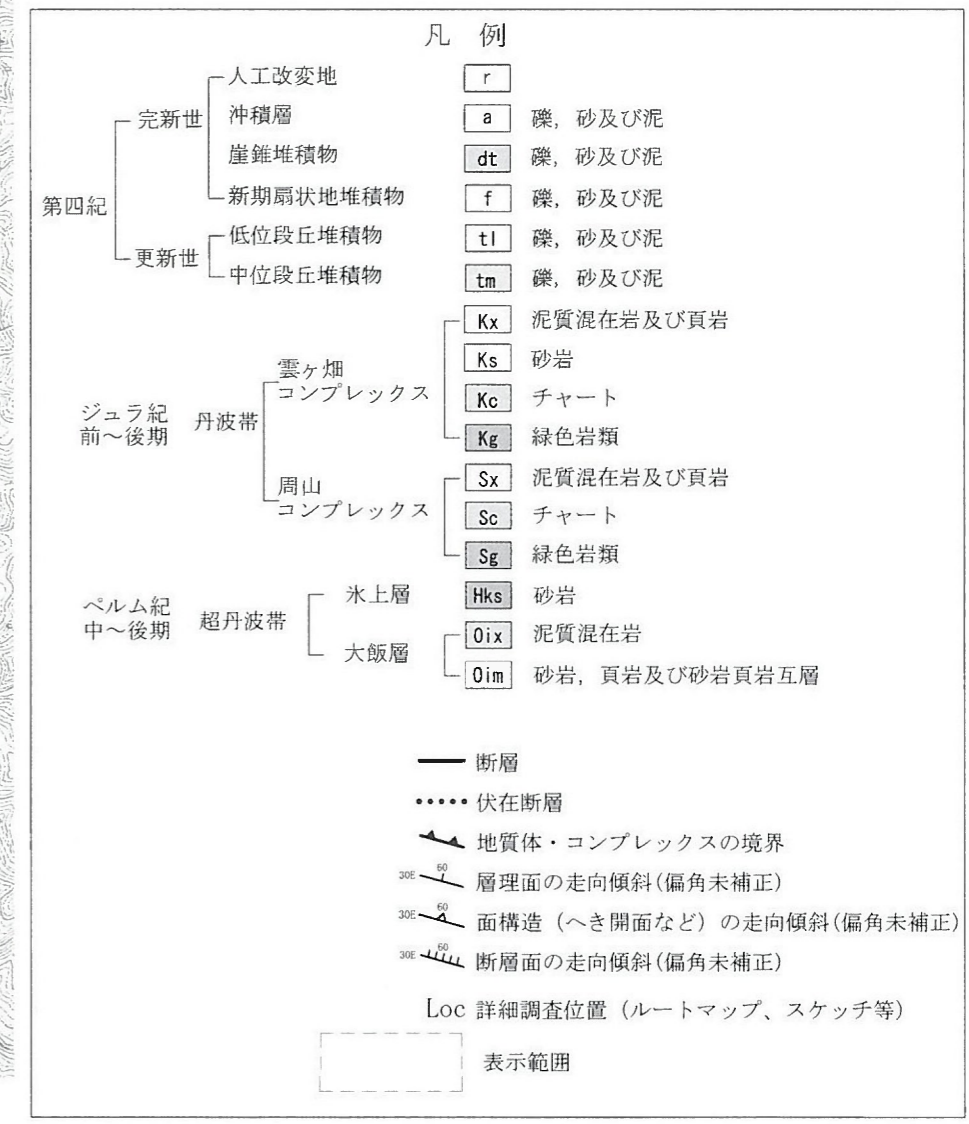 凡 例
第四紀
完新世
人工改変地 r
沖積層 a 礫，砂及び泥
崖錐堆積物 dt 礫，砂及び泥
新期扇状地堆積物 f 礫，砂及び泥
更新世
低位段丘堆積物 tl 礫，砂及び泥
中位段丘堆積物 tm 礫，砂及び泥
ジュラ紀
前～後期
丹波帯
雲ヶ畑
コンプレックス
Kx 泥質混在岩及び頁岩
Ks 砂岩
Kc チャート
Kg 緑色岩類
周山
コンプレックス
Sx 泥質混在岩及び頁岩
Sc チャート
Sg 緑色岩類
ペルム紀
中～後期
超丹波帯
氷上層 Hks 砂岩
大飯層
Oix 泥質混在岩
Oim 砂岩，頁岩及び砂岩頁岩互層
断層
伏在断層
地質体・コンプレックスの境界
30E 60 層理面の走向傾斜(偏角未補正)
30E 60 面構造（へき開面など）の走向傾斜(偏角未補正)
30E 60 断層面の走向傾斜(偏角未補正)
Loc 詳細調査位置（ルートマップ、スケッチ等）
表示範囲